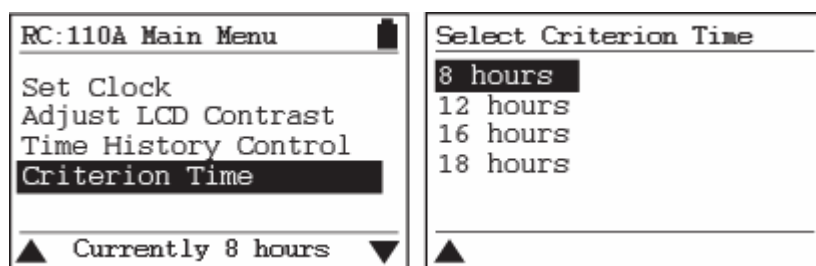 RC:110A Main Menu
Set Clock
Adjust LCD Contrast
Time History Control
Criterion Time
Currently 8 hours
Select Criterion Time
8 hours
12 hours
16 hours
18 hours